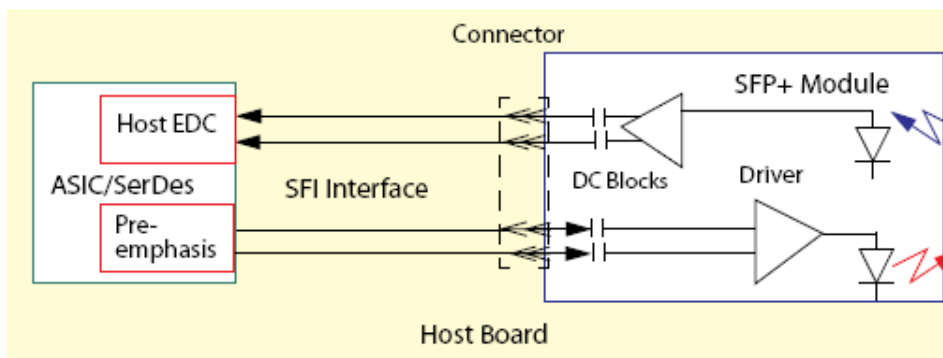 Connector
SFP+ Module
Host EDC
ASIC/SerDes
SFI Interface
DC Blocks
Driver
Pre-
emphasis
Host Board